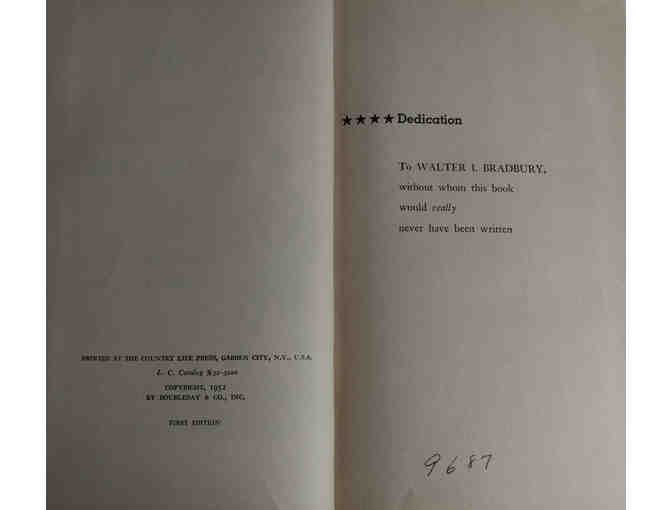 PRINTED AT THE COUNTRY LIFE PRESS, GARDEN CITY, N.Y., U.S.A.
L. C. Catalog
COPYRIGHT, 1952
BY DOUBLEDAY & CO., INC.
FIRST EDITION
★★★★Dedication
To WALTER I. BRADBURY,
without whom this book
would really
never have been written
9687